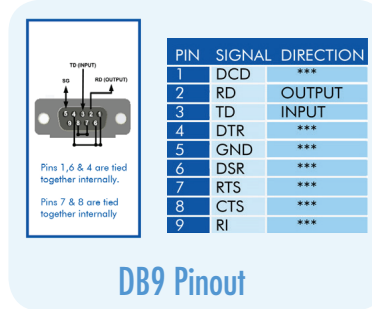 TD (INPUT)
SG
RD (OUTPUT)
5 4 3 2 1
9 8 7 6
Pins 1,6 & 4 are tied
together internally.
Pins 7 & 8 are tied
together internally
PIN SIGNAL DIRECTION
1 DCD ***
2 RD OUTPUT
3 TD INPUT
4 DTR ***
5 GND ***
6 DSR ***
7 RTS ***
8 CTS ***
9 RI ***
DB9 Pinout